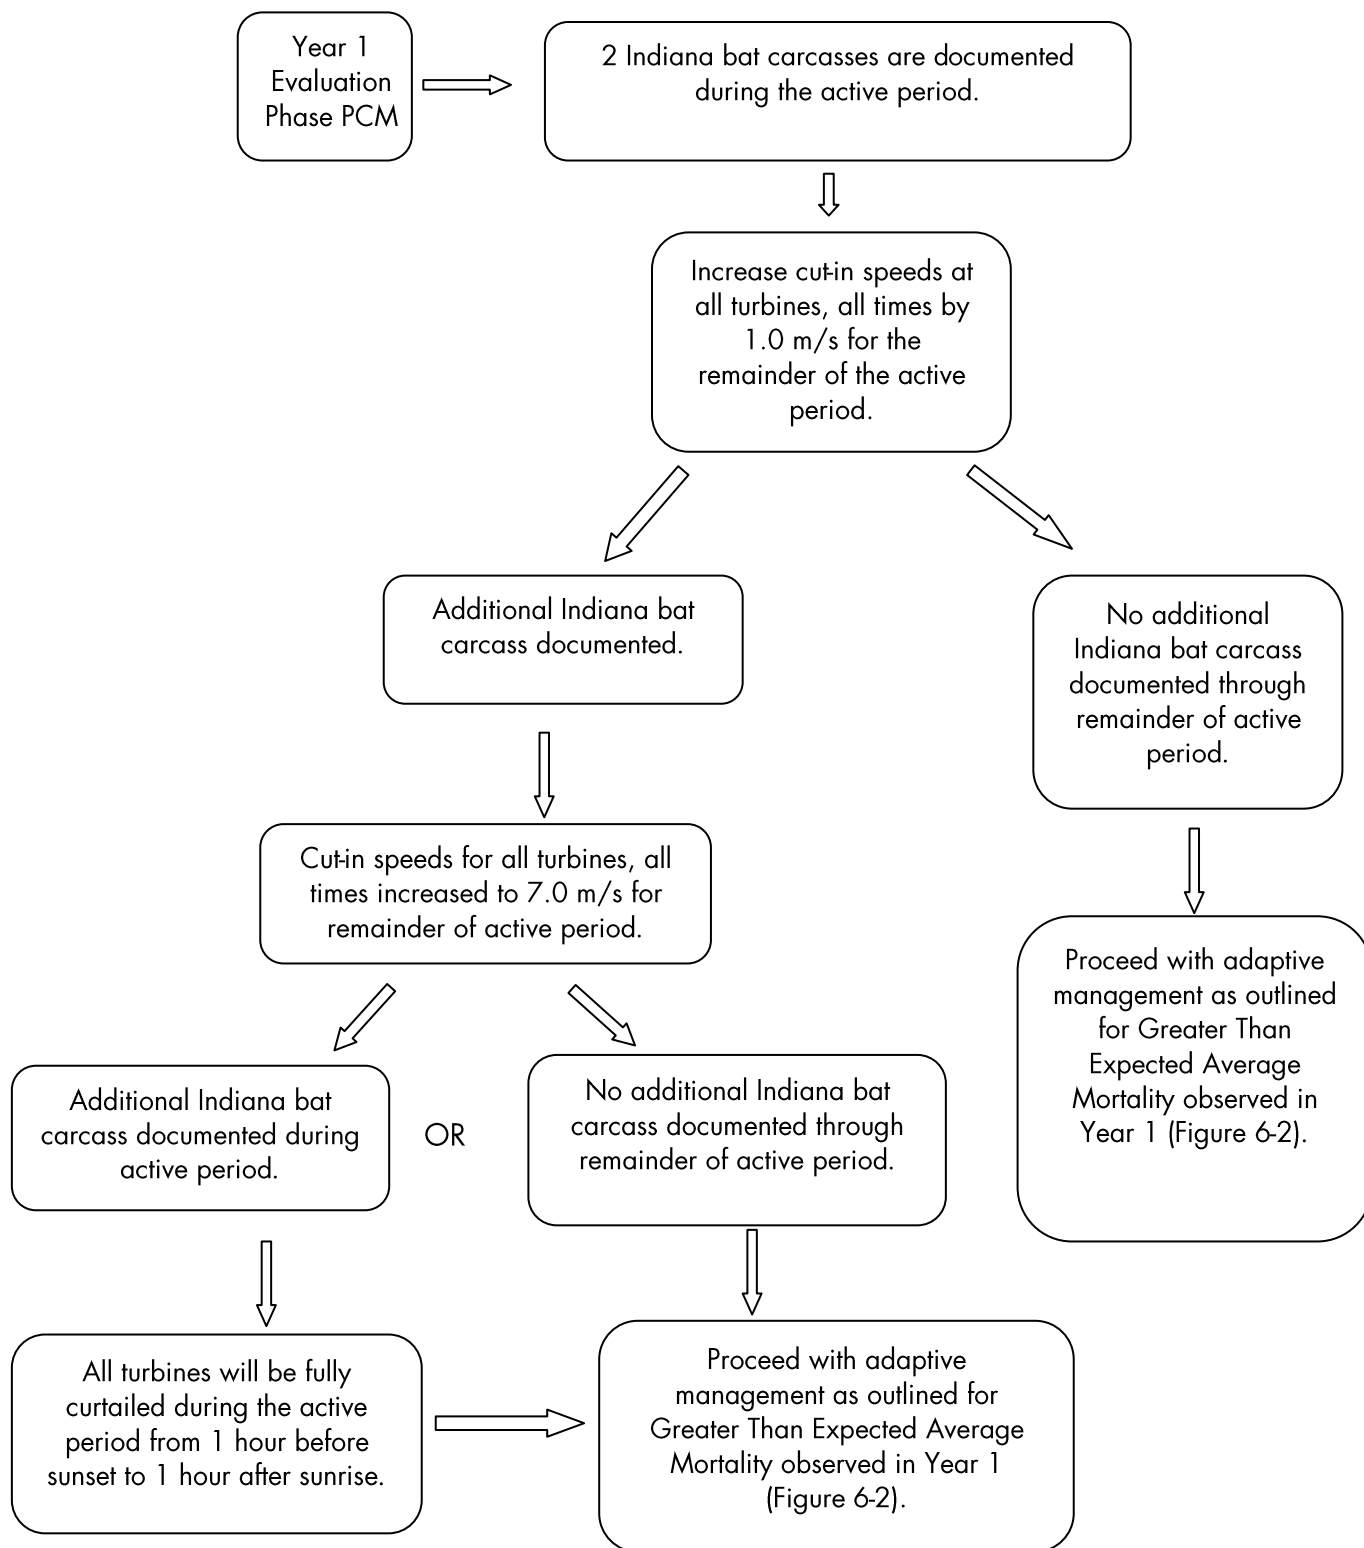 Year 1
Evaluation
Phase PCM
2 Indiana bat carcasses are documented
during the active period.
Increase cut-in speeds at
all turbines, all times by
1.0 m/s for the
remainder of the active
period.
Additional Indiana bat
carcass documented.
No additional
Indiana bat carcass
documented through
remainder of active
period.
Cut-in speeds for all turbines, all
times increased to 7.0 m/s for
remainder of active period.
Proceed with adaptive
management as outlined
for Greater Than
Expected Average
Mortality observed in
Year 1 (Figure 6-2).
Additional Indiana bat
carcass documented during
active period.
OR
No additional Indiana bat
carcass documented through
remainder of active period.
All turbines will be fully
curtailed during the active
period from 1 hour before
sunset to 1 hour after sunrise.
Proceed with adaptive
management as outlined for
Greater Than Expected Average
Mortality observed in Year 1
(Figure 6-2).